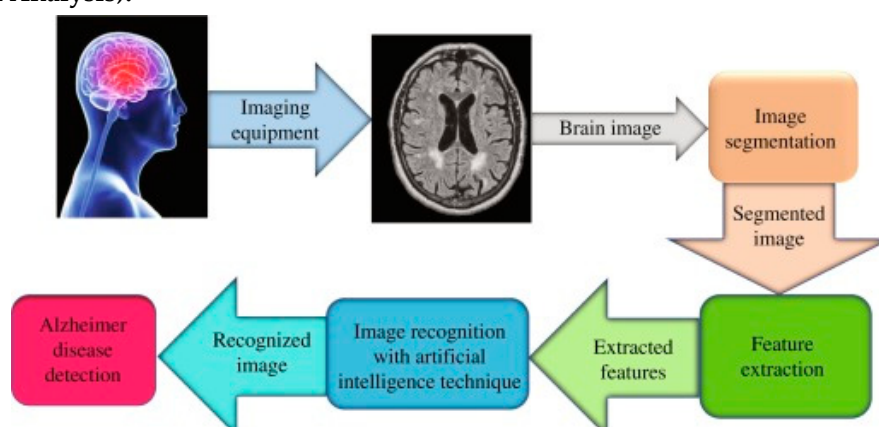 Analysis).
Imaging
equipment
Brain image
Image
segmentation
Segmented
image
Feature
extraction
Extracted
features
Image recognition
with artificial
intelligence technique
Recognized
image
Alzheimer
disease
detection